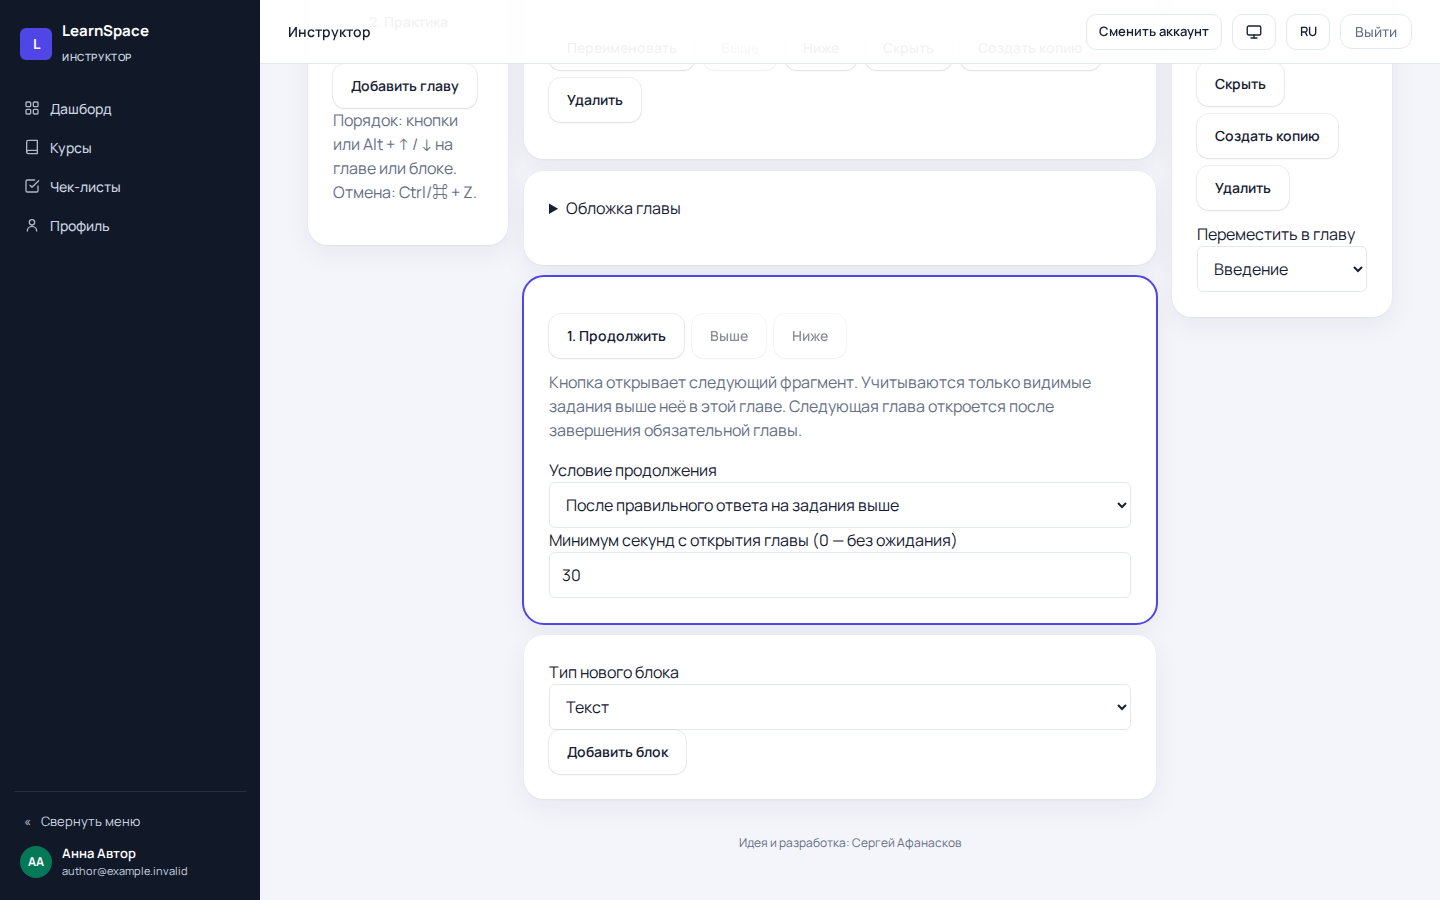 L
LearnSpace
ИНСТРУКТОР
Дашборд
Курсы
Чек-листы
Профиль
« Свернуть меню
АА
Анна Автор
author@example.invalid
Инструктор
Сменить аккаунт
RU
Выйти
2. Практика
Добавить главу
Порядок: кнопки
или Alt + ↑ / ↓ на
главе или блоке.
Отмена: Ctrl/⌘ + Z.
Переименовать
Выше
Ниже
Скрыть
Создать копию
Удалить
Обложка главы
1. Продолжить
Выше
Ниже
Кнопка открывает следующий фрагмент. Учитываются только видимые
задания выше неё в этой главе. Следующая глава откроется после
завершения обязательной главы.
Условие продолжения
После правильного ответа на задания выше
Минимум секунд с открытия главы (0 — без ожидания)
30
Тип нового блока
Текст
Добавить блок
Скрыть
Создать копию
Удалить
Переместить в главу
Введение
Идея и разработка: Сергей Афанасков